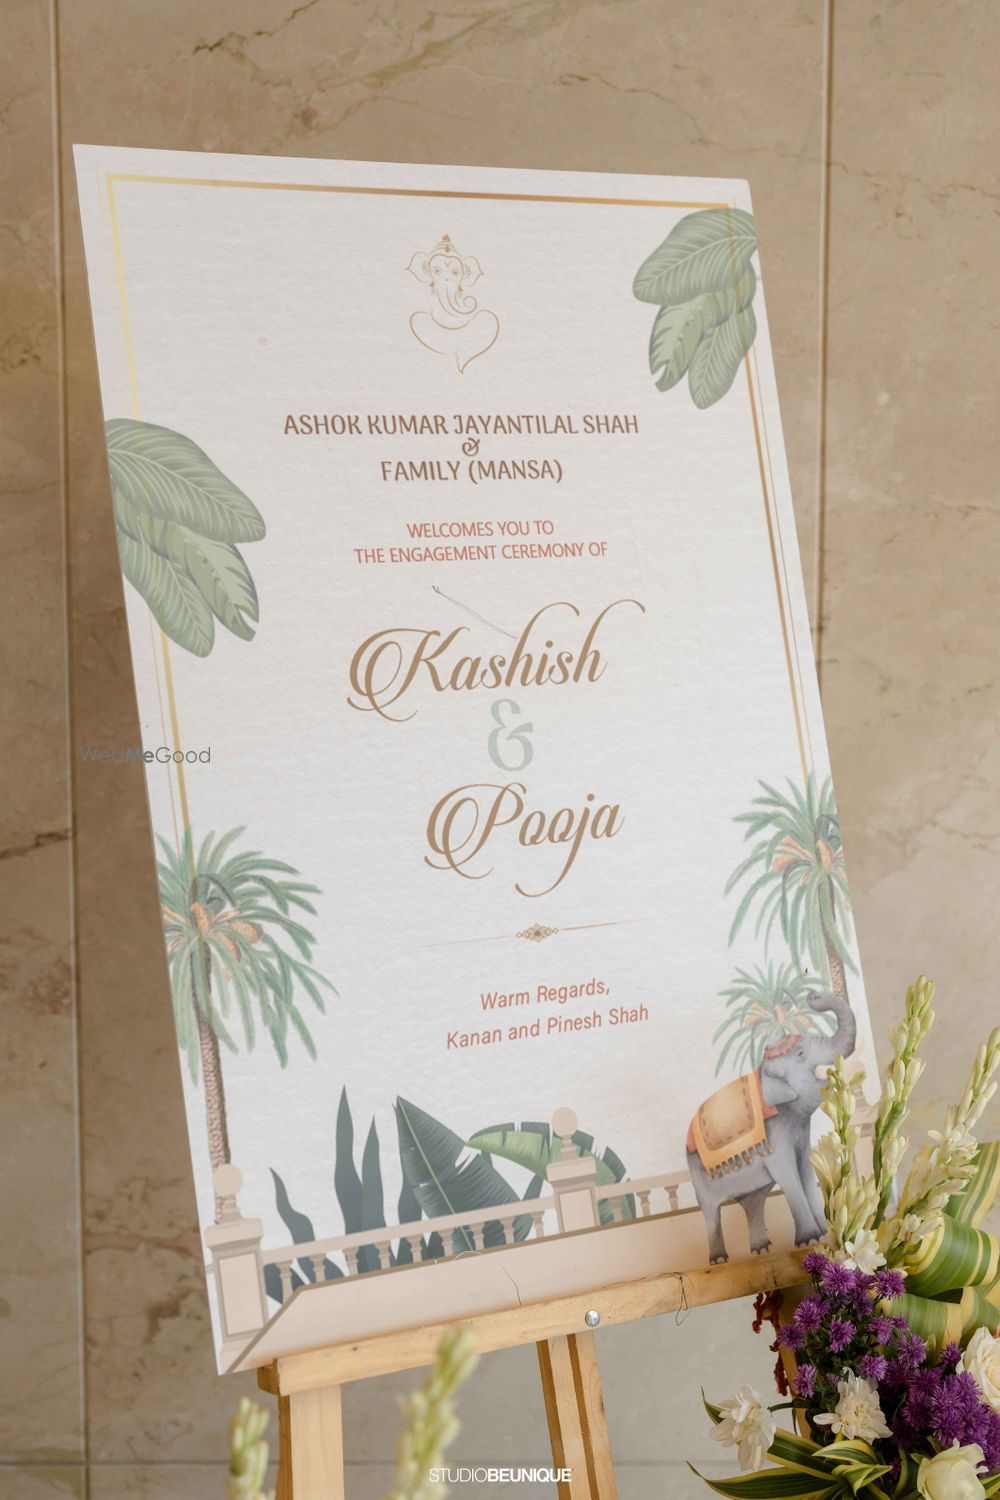 ASHOK KUMAR JAYANTILAL SHAH
&
FAMILY (MANSA)
WELCOMES YOU TO
THE ENGAGEMENT CEREMONY OF
Kashish
&
Pooja
WedMeGood
Warm Regards,
Kanan and Pinesh Shah
STUDIOBEUNIQUE